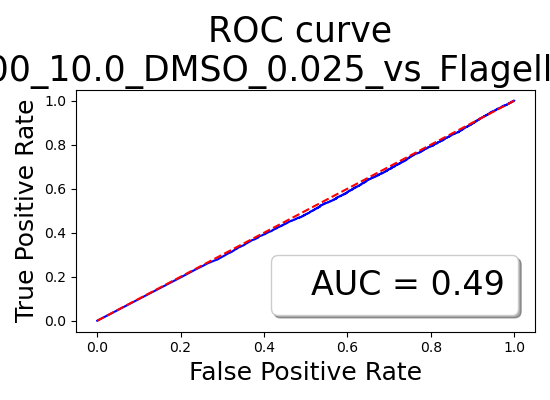 ROC curve
00_10.0_DMSO_0.025_vs_Flagell
1.0
0.8
0.6
0.4
0.2
0.0
True Positive Rate
AUC = 0.49
0.0 0.2 0.4 0.6 0.8 1.0
False Positive Rate